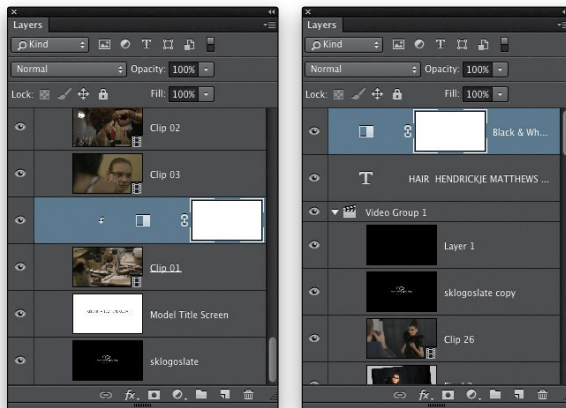 Layers
Kind
Normal
Opacity: 100%
Lock:
Fill: 100%
Clip 02
Clip 03
Clip 01
Model Title Screen
sklogoslate
fx
Layers
Kind
Normal
Opacity: 100%
Lock:
Fill: 100%
Black & Wh...
T HAIR HENDRICKJE MATTHEWS ...
Video Group 1
Layer 1
sklogoslate copy
Clip 26
fx